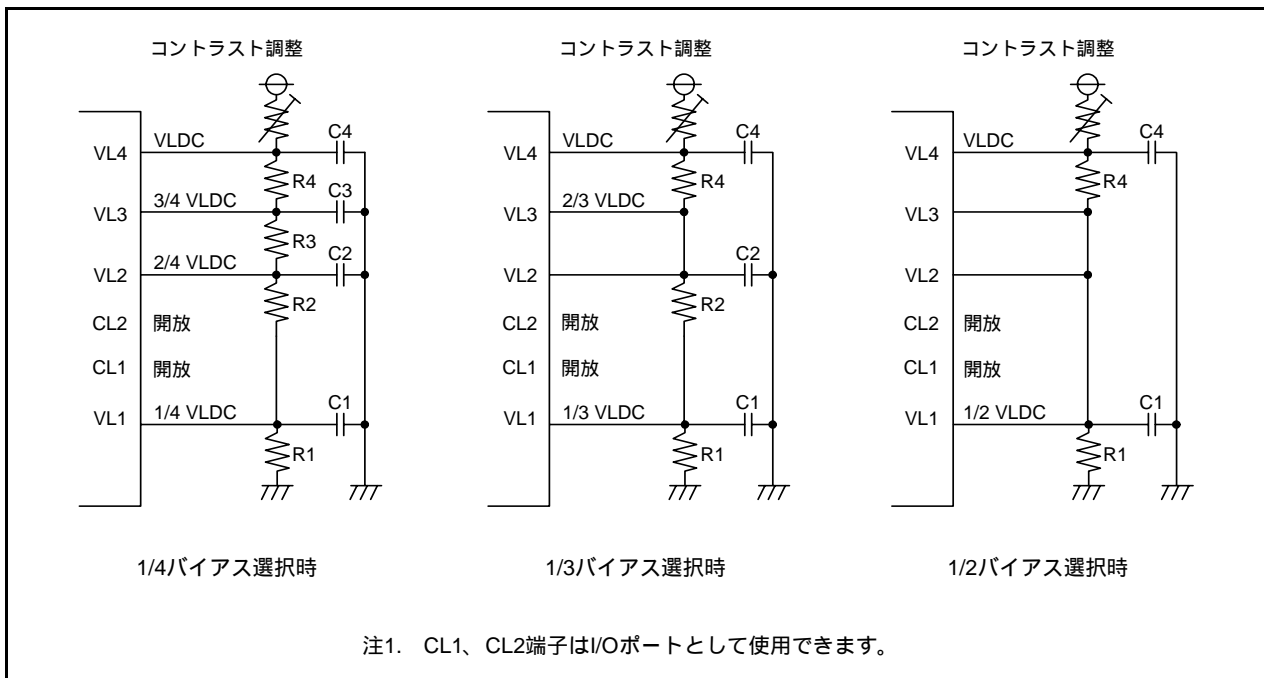 コントラスト調整
VL4 VLDC C4
R4
VL3 3/4 VLDC C3
R3
VL2 2/4 VLDC C2
R2
CL2 開放
CL1 開放
VL1 1/4 VLDC C1
R1
1/4バイアス選択時
コントラスト調整
VL4 VLDC C4
R4
VL3 2/3 VLDC
VL2 C2
R2
CL2 開放
CL1 開放
VL1 1/3 VLDC C1
R1
1/3バイアス選択時
コントラスト調整
VL4 VLDC C4
R4
VL3
VL2
CL2 開放
CL1 開放
VL1 1/2 VLDC C1
R1
1/2バイアス選択時
注1. CL1、CL2端子はI/Oポートとして使用できます。